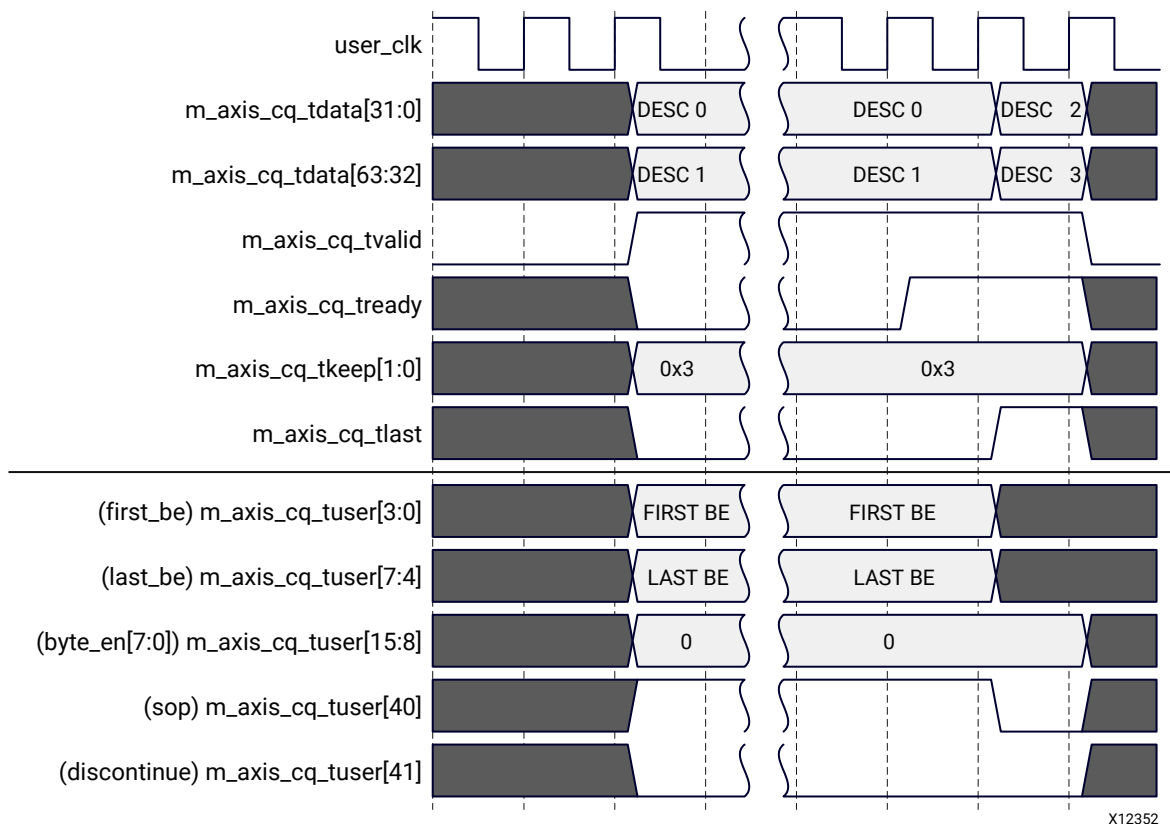 user_clk
m_axis_cq_tdata[31:0] DESC 0 DESC 0 DESC 2
m_axis_cq_tdata[63:32] DESC 1 DESC 1 DESC 3
m_axis_cq_tvalid
m_axis_cq_tready
m_axis_cq_tkeep[1:0] 0x3 0x3
m_axis_cq_tlast
(first_be) m_axis_cq_tuser[3:0] FIRST BE FIRST BE
(last_be) m_axis_cq_tuser[7:4] LAST BE LAST BE
(byte_en[7:0]) m_axis_cq_tuser[15:8] 0 0
(sop) m_axis_cq_tuser[40]
(discontinue) m_axis_cq_tuser[41]
X12352